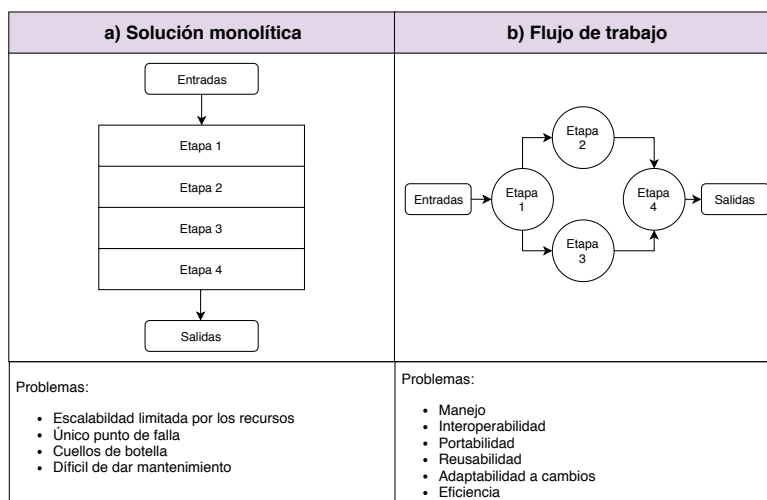 a) Solución monolítica
Entradas
Etapa 1
Etapa 2
Etapa 3
Etapa 4
Salidas
Problemas:
• Escalabildad limitada por los recursos
• Único punto de falla
• Cuellos de botella
• Díficil de dar mantenimiento
b) Flujo de trabajo
Entradas
Etapa
1
Etapa
2
Etapa
3
Etapa
4
Salidas
Problemas:
• Manejo
• Interoperabilidad
• Portabilidad
• Reusabilidad
• Adaptabilidad a cambios
• Eficiencia